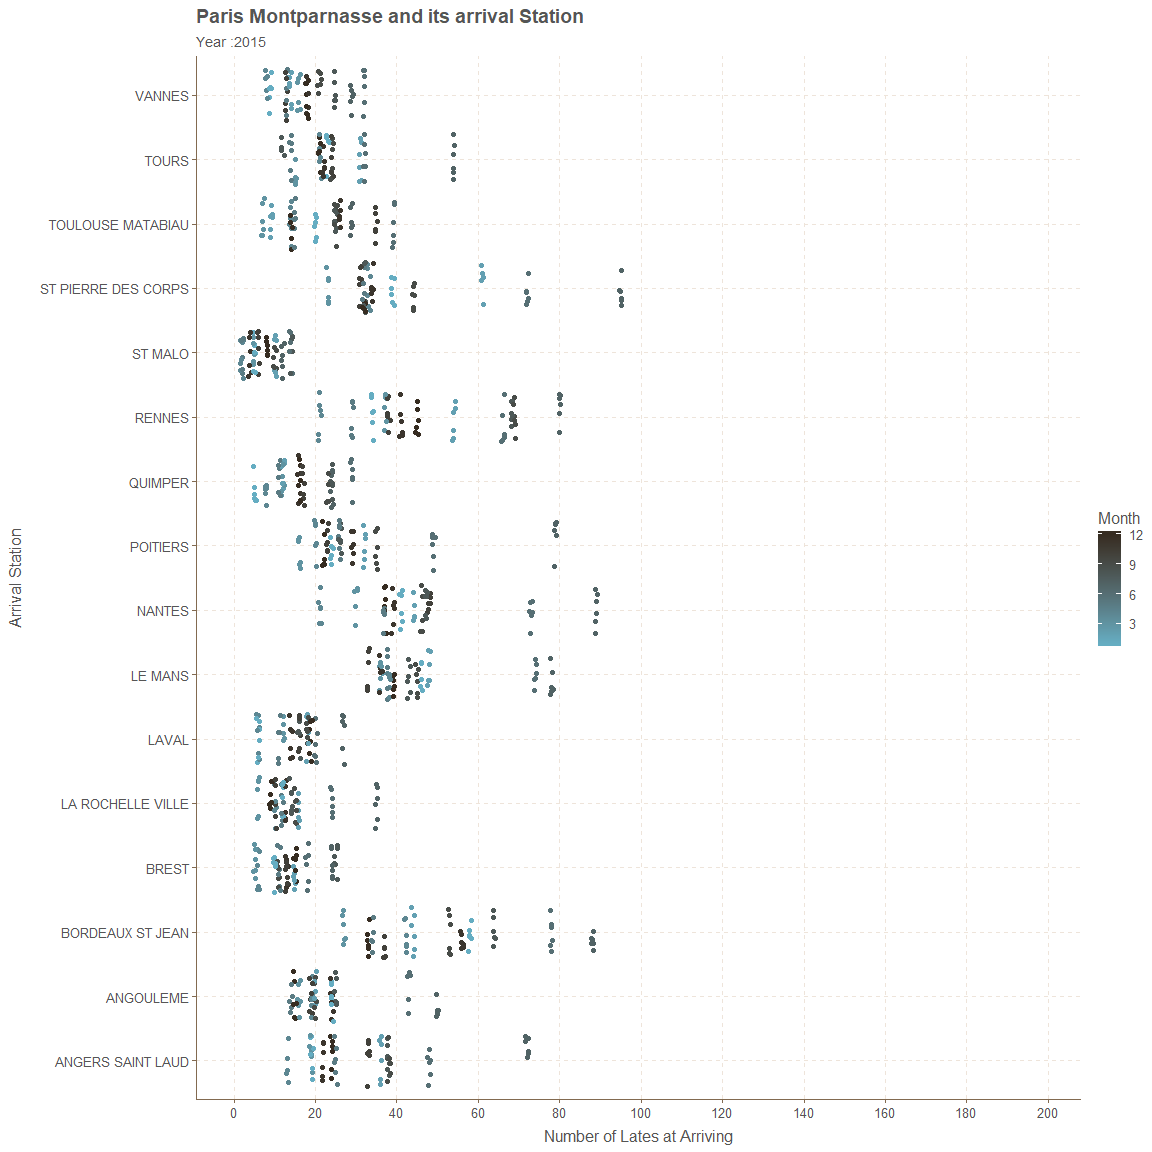 Paris Montparnasse and its arrival Station
Year :2015
VANNES
TOURS
TOULOUSE MATABIAU
ST PIERRE DES CORPS
ST MALO
RENNES
QUIMPER
POITIERS
NANTES
LE MANS
LAVAL
LA ROCHELLE VILLE
BREST
BORDEAUX ST JEAN
ANGOULEME
ANGERS SAINT LAUD
Arrival Station
0 20 40 60 80 100 120 140 160 180 200
Number of Lates at Arriving
Month
12
9
6
3